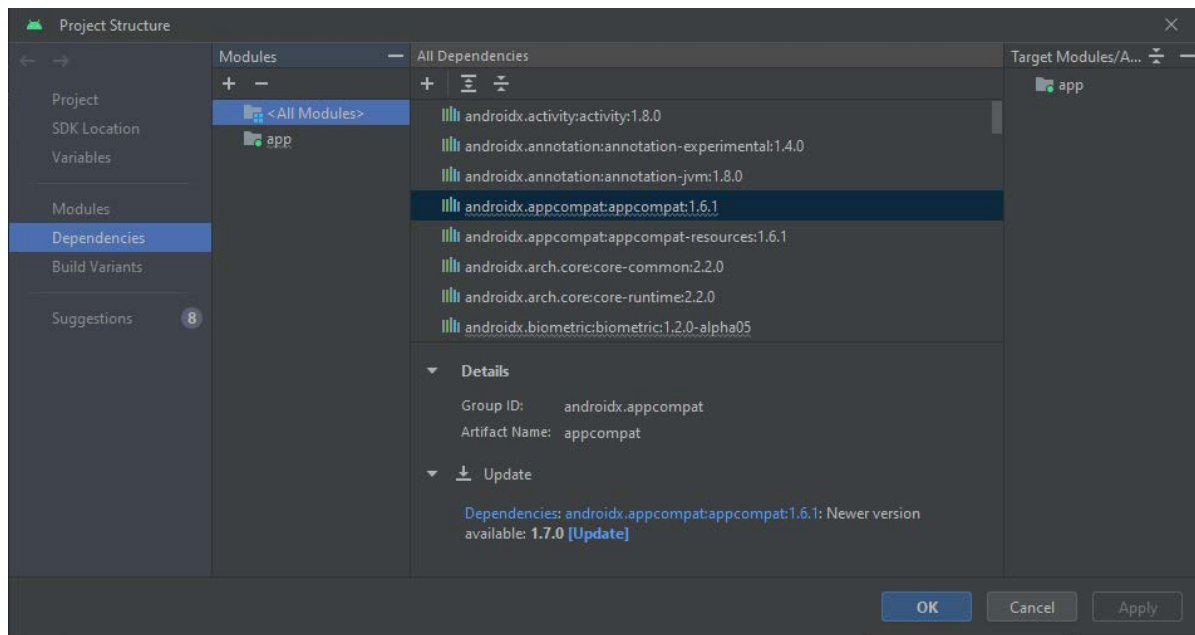 Project Structure
Project
SDK Location
Variables
Modules
Dependencies
Build Variants
Suggestions 8
Modules
<All Modules>
app
All Dependencies
androidx.activity:activity:1.8.0
androidx.annotation:annotation-experimental:1.4.0
androidx.annotation:annotation-jvm:1.8.0
androidx.appcompat:appcompat:1.6.1
androidx.appcompat:appcompat-resources:1.6.1
androidx.arch.core:core-common:2.2.0
androidx.arch.core:core-runtime:2.2.0
androidx.biometric:biometric:1.2.0-alpha05
Details
Group ID: androidx.appcompat
Artifact Name: appcompat
Update
Dependencies: androidx.appcompat:appcompat:1.6.1: Newer version
available: 1.7.0 [Update]
Target Modules/A...
app
OK
Cancel
Apply